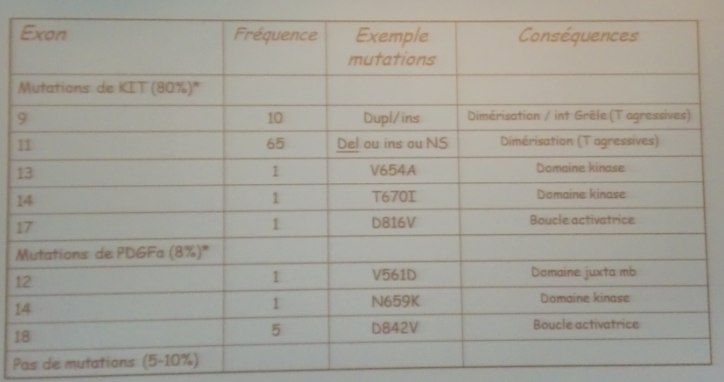 Exon Fréquence Exemple mutations Conséquences
Mutations de KIT (80%)*
9 10 Dupl/ins Dimérisation / int Grêle (T agressives)
11 65 Del ou ins ou NS Dimérisation (T agressives)
13 1 V654A Domaine kinase
14 1 T670I Domaine kinase
17 1 D816V Boucle activatrice
Mutations de PDGFa (8%)*
12 1 V561D Domaine juxta mb
14 1 N659K Domaine kinase
18 5 D842V Boucle activatrice
Pas de mutations (5-10%)